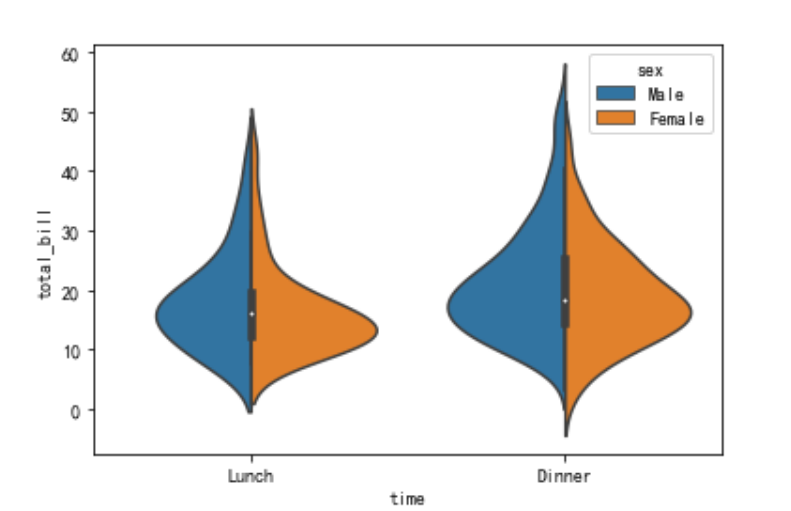 60
50
40
30
20
10
0
total_bill
sex
Male
Female
Lunch
Dinner
time